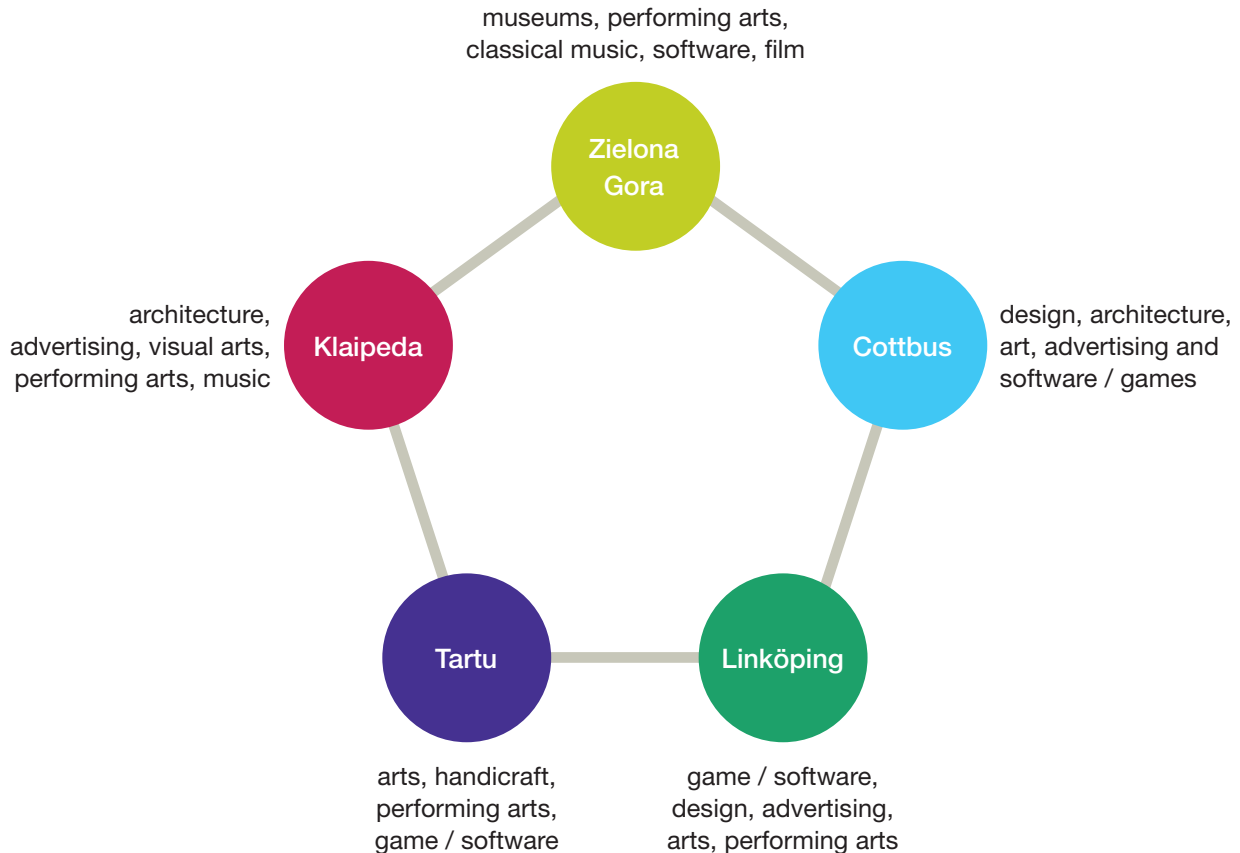 museums, performing arts,
classical music, software, film
Zielona
Gora
architecture,
advertising, visual arts,
performing arts, music
Klaipeda
Cottbus
design, architecture,
art, advertising and
software / games
Tartu
Linköping
arts, handicraft,
performing arts,
game / software
game / software,
design, advertising,
arts, performing arts